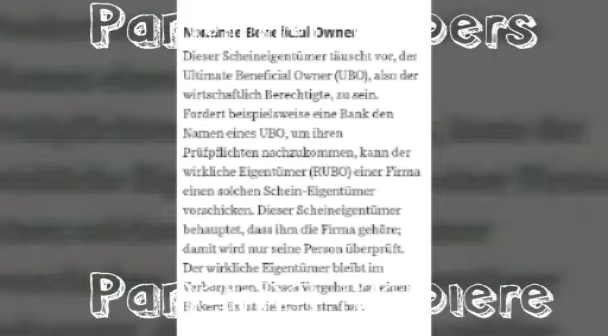 Nominee Beneficial Owner
Dieser Scheineigentümer täuscht vor, der
Ultimate Beneficial Owner (UBO), also der
wirtschaftlich Berechtigte, zu sein.
Fordert beispielsweise eine Bank den
Namen eines UBO, um ihren
Prüfpflichten nachzukommen, kann der
wirkliche Eigentümer (RUBO) einer Firma
einen solchen Schein-Eigentümer
vorschicken. Dieser Scheineigentümer
behauptet, dass ihm die Firma gehöre;
damit wird nur seine Person überprüft.
Der wirkliche Eigentümer bleibt im
Verborgenen. Dieses Vorgehen hat einen
Haken: Es ist vielerorts strafbar.